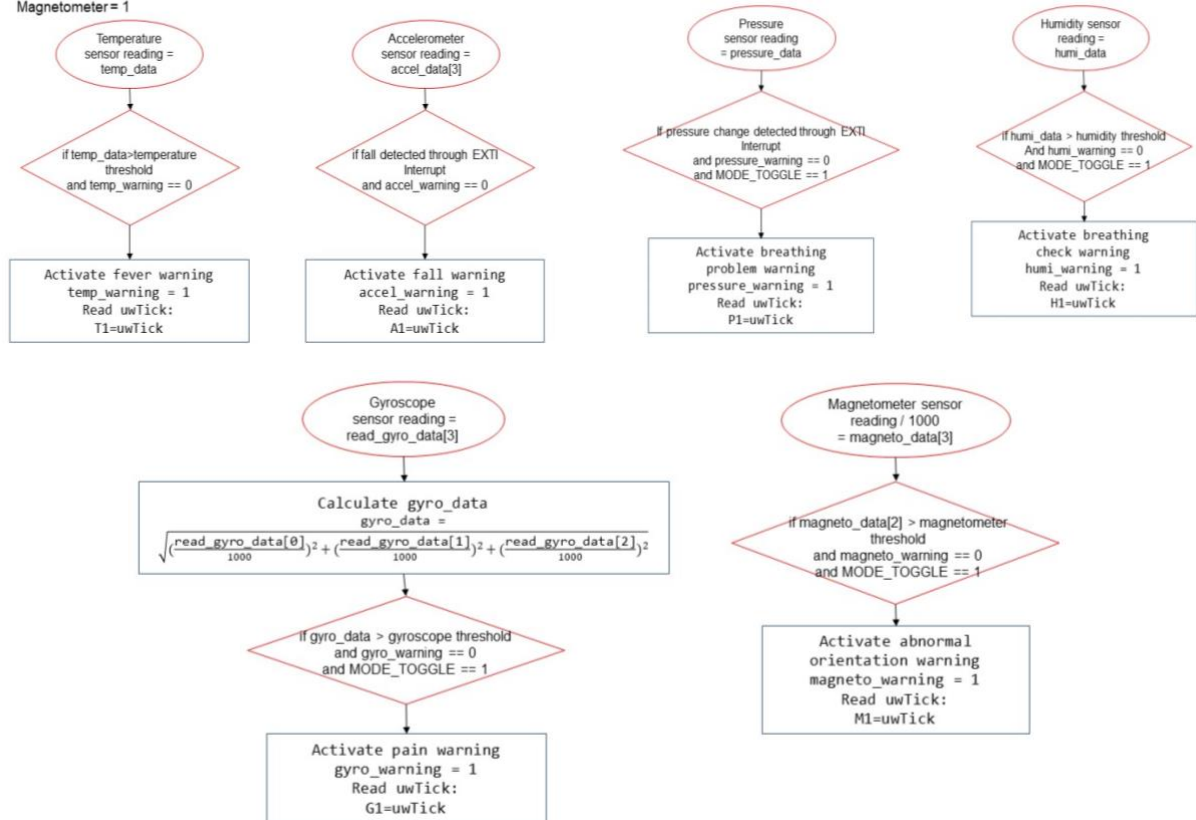 Magnetometer = 1
Temperature
sensor reading =
temp_data
if temp_data>temperature
threshold
and temp_warning == 0
Activate fever warning
temp_warning = 1
Read uwTick:
T1=uwTick
Accelerometer
sensor reading =
accel_data[3]
if fall detected through EXTI
Interrupt
and accel_warning == 0
Activate fall warning
accel_warning = 1
Read uwTick:
A1=uwTick
Pressure
sensor reading
= pressure_data
If pressure change detected through EXTI
Interrupt
and pressure_warning == 0
and MODE_TOGGLE == 1
Activate breathing
problem warning
pressure_warning = 1
Read uwTick:
P1=uwTick
Humidity sensor
reading =
humi_data
if humi_data > humidity threshold
And humi_warning == 0
and MODE_TOGGLE == 1
Activate breathing
check warning
humi_warning = 1
Read uwTick:
H1=uwTick
Gyroscope
sensor reading =
read_gyro_data[3]
Calculate gyro_data
gyro_data =
√((read_gyro_data[0]/1000)² + (read_gyro_data[1]/1000)² + (read_gyro_data[2]/1000)²)
if gyro_data > gyroscope threshold
and gyro_warning == 0
and MODE_TOGGLE == 1
Activate pain warning
gyro_warning = 1
Read uwTick:
G1=uwTick
Magnetometer sensor
reading / 1000
= magneto_data[3]
if magneto_data[2] > magnetometer
threshold
and magneto_warning == 0
and MODE_TOGGLE == 1
Activate abnormal
orientation warning
magneto_warning = 1
Read uwTick:
M1=uwTick